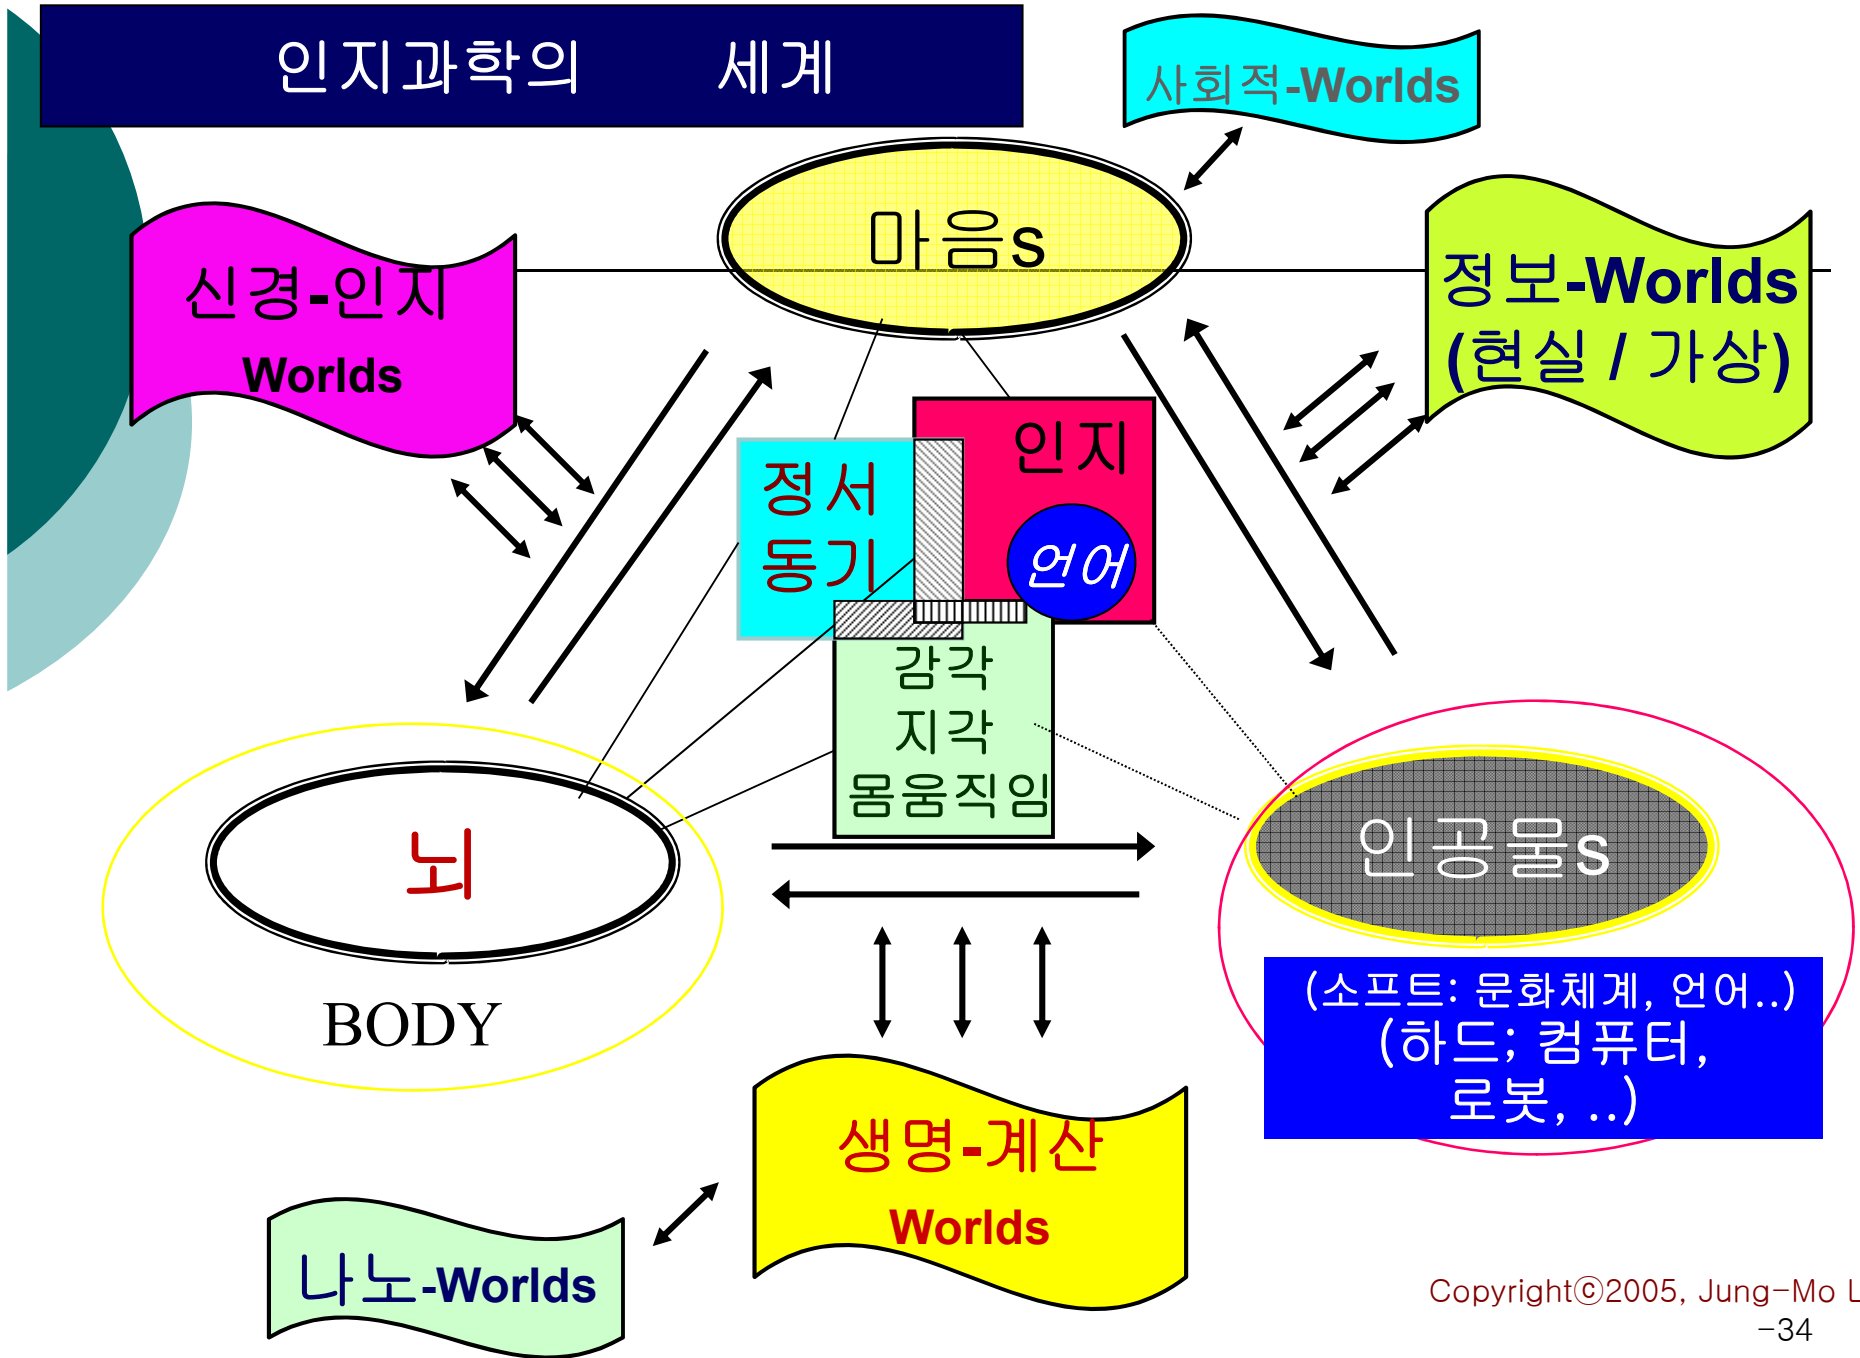 인지과학의 세계
사회적-Worlds
마음s
신경-인지
Worlds
정보-Worlds
(현실 / 가상)
인지
정서
동기
언어
감각
지각
몸움직임
뇌
BODY
인공물s
(소프트: 문화체계, 언어..)
(하드; 컴퓨터,
로봇, ..)
생명-계산
Worlds
나노-Worlds
Copyrightⓒ2005, Jung-Mo L
-34